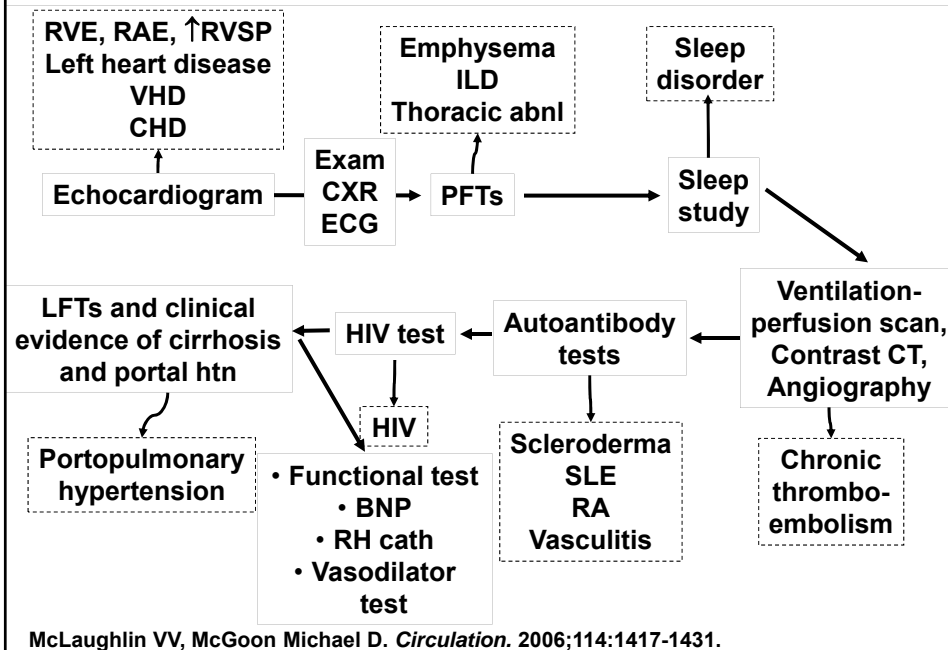 RVE, RAE, ↑RVSP
Left heart disease
VHD
CHD
Emphysema
ILD
Thoracic abnl
Sleep
disorder
Echocardiogram
Exam
CXR
ECG
PFTs
Sleep
study
LFTs and clinical
evidence of cirrhosis
and portal htn
HIV test
Autoantibody
tests
Ventilation-
perfusion scan,
Contrast CT,
Angiography
Portopulmonary
hypertension
HIV
• Functional test
• BNP
• RH cath
• Vasodilator
test
Scleroderma
SLE
RA
Vasculitis
Chronic
thrombo-
embolism
McLaughlin VV, McGoon Michael D. Circulation. 2006;114:1417-1431.